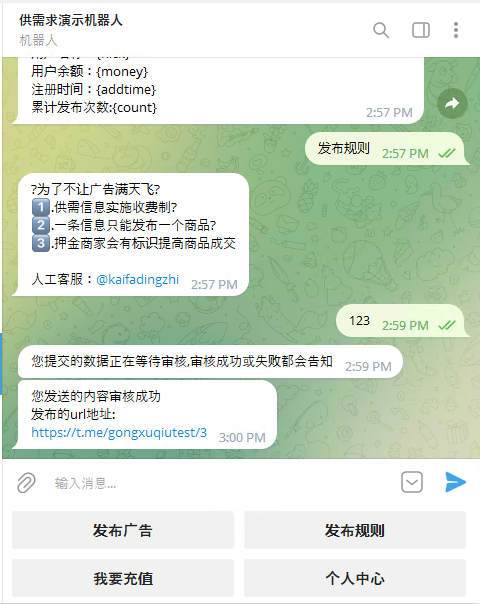 供需求演示机器人
机器人
用户余额：{money}
注册时间：{addtime}
累计发布次数:{count}
2:57 PM
发布规则 2:57 PM
?为了不让广告满天飞?
1️⃣.供需信息实施收费制?
2️⃣.一条信息只能发布一个商品?
3️⃣.押金商家会有标识提高商品成交
人工客服：@kaifadingzhi 2:57 PM
123 2:59 PM
您提交的数据正在等待审核,审核成功或失败都会告知 2:59 PM
您发送的内容审核成功
发布的url地址:
https://t.me/gongxuqiutest/3 3:00 PM
输入消息...
发布广告 发布规则
我要充值 个人中心